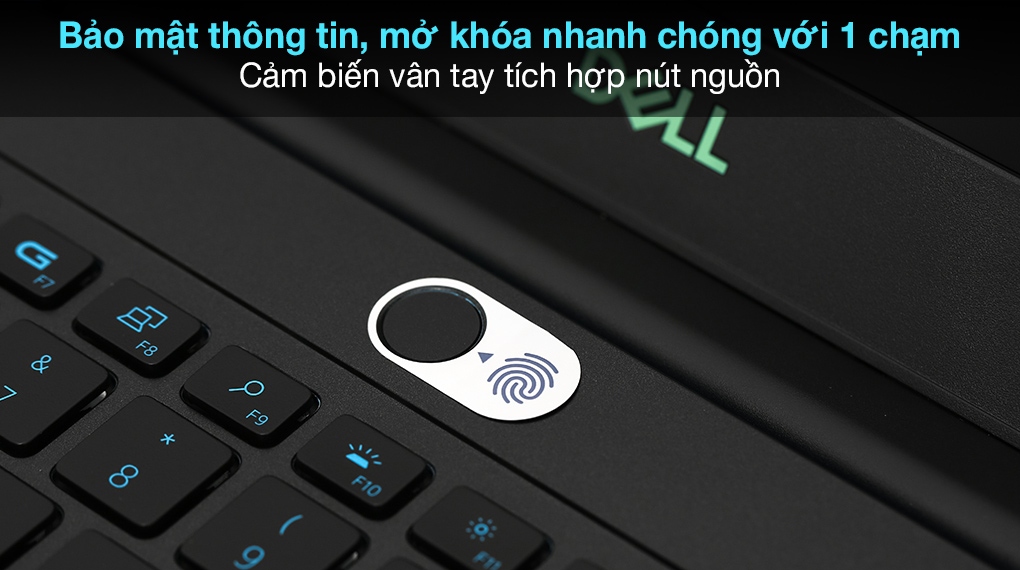 Bảo mật thông tin, mở khóa nhanh chóng với 1 chạm
Cảm biến vân tay tích hợp nút nguồn
DELL
G
F7
F8
&
7
F9
*
8
F10
(
9
F11